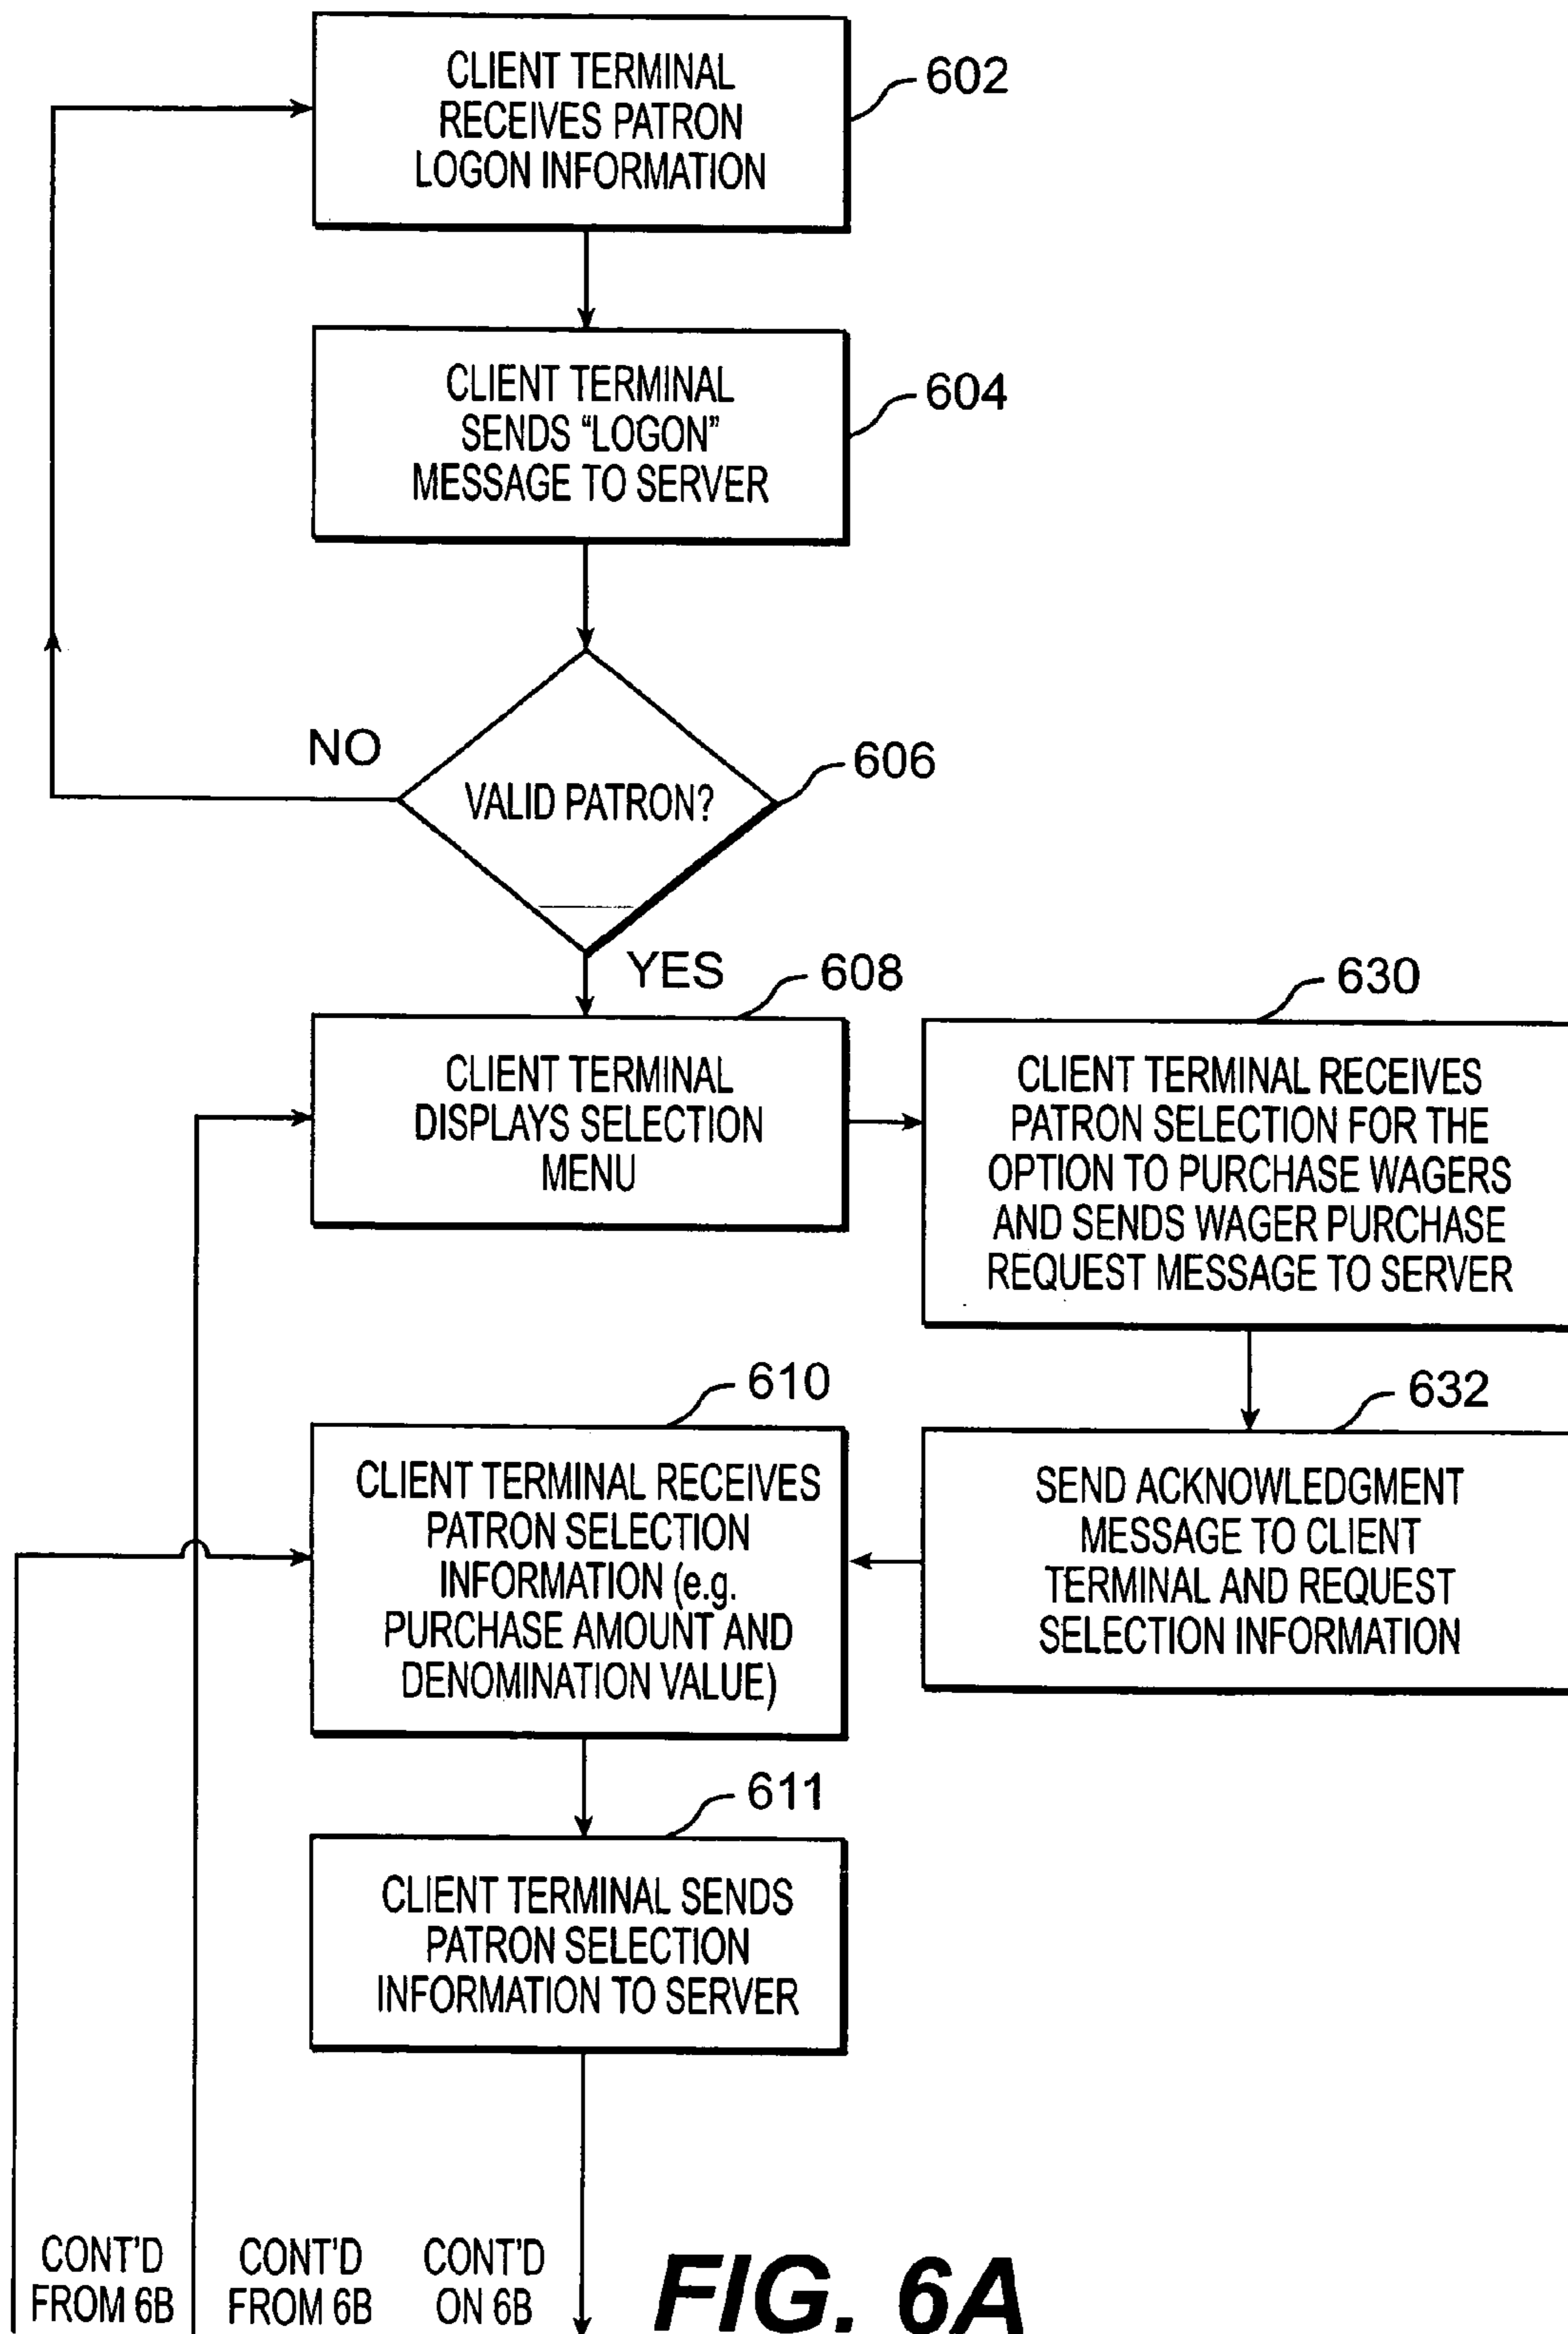 CLIENT TERMINAL
RECEIVES PATRON
LOGON INFORMATION
602
CLIENT TERMINAL
SENDS “LOGON”
MESSAGE TO SERVER
604
NO
VALID PATRON?
606
YES
608
CLIENT TERMINAL
DISPLAYS SELECTION
MENU
630
CLIENT TERMINAL RECEIVES
PATRON SELECTION FOR THE
OPTION TO PURCHASE WAGERS
AND SENDS WAGER PURCHASE
REQUEST MESSAGE TO SERVER
610
CLIENT TERMINAL RECEIVES
PATRON SELECTION
INFORMATION (e.g.
PURCHASE AMOUNT AND
DENOMINATION VALUE)
632
SEND ACKNOWLEDGMENT
MESSAGE TO CLIENT
TERMINAL AND REQUEST
SELECTION INFORMATION
611
CLIENT TERMINAL SENDS
PATRON SELECTION
INFORMATION TO SERVER
CONT'D
FROM 6B
CONT'D
FROM 6B
CONT'D
ON 6B
FIG. 6A